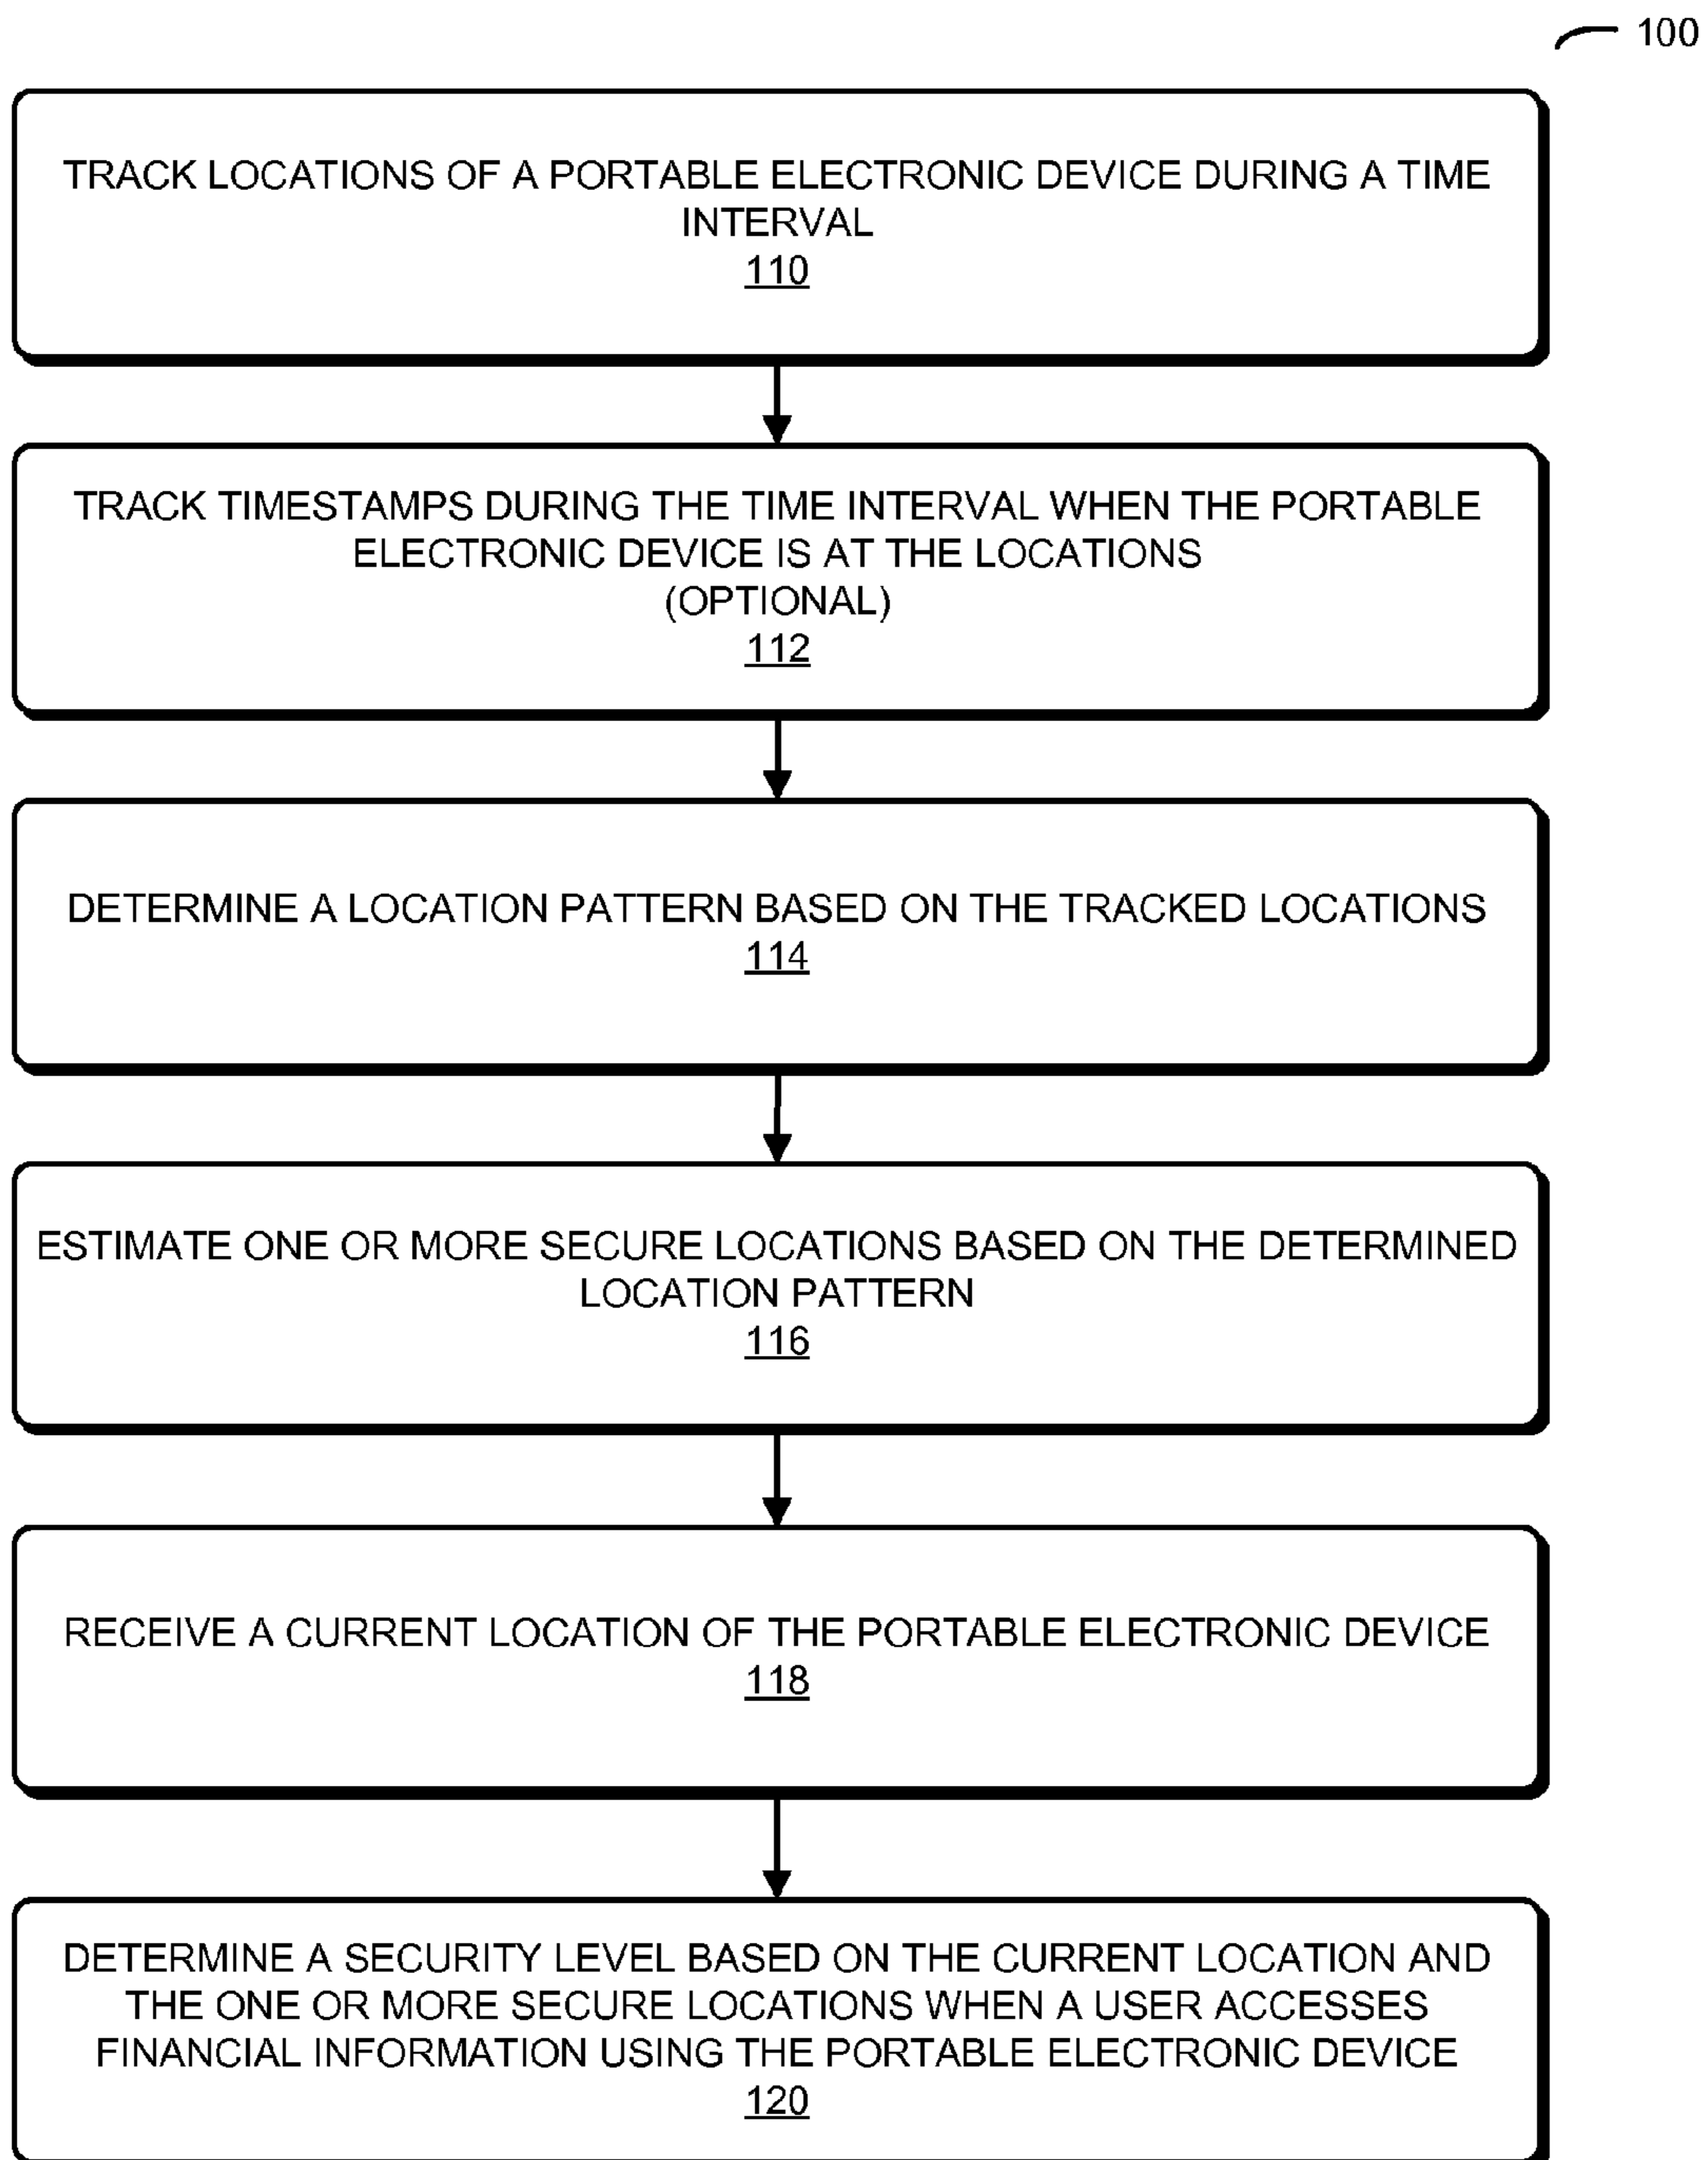 100
TRACK LOCATIONS OF A PORTABLE ELECTRONIC DEVICE DURING A TIME
INTERVAL
110
TRACK TIMESTAMPS DURING THE TIME INTERVAL WHEN THE PORTABLE
ELECTRONIC DEVICE IS AT THE LOCATIONS
(OPTIONAL)
112
DETERMINE A LOCATION PATTERN BASED ON THE TRACKED LOCATIONS
114
ESTIMATE ONE OR MORE SECURE LOCATIONS BASED ON THE DETERMINED
LOCATION PATTERN
116
RECEIVE A CURRENT LOCATION OF THE PORTABLE ELECTRONIC DEVICE
118
DETERMINE A SECURITY LEVEL BASED ON THE CURRENT LOCATION AND
THE ONE OR MORE SECURE LOCATIONS WHEN A USER ACCESSES
FINANCIAL INFORMATION USING THE PORTABLE ELECTRONIC DEVICE
120